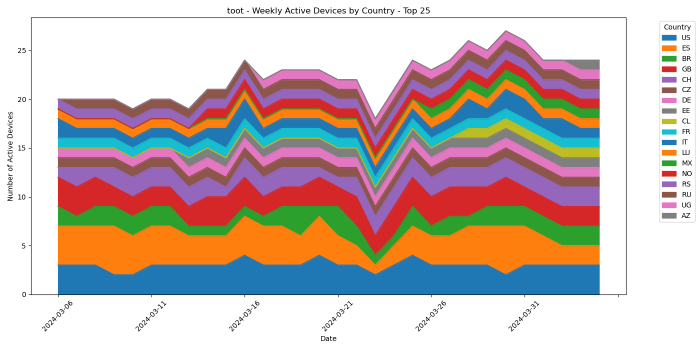 toot - Weekly Active Devices by Country - Top 25
Number of Active Devices
25
20
15
10
5
0
2024-03-06
2024-03-11
2024-03-16
2024-03-21
2024-03-26
2024-03-31
Date
Country
US
ES
BR
GB
CH
CZ
DE
EE
CL
FR
IT
LU
MX
NO
RS
RU
UG
AZ